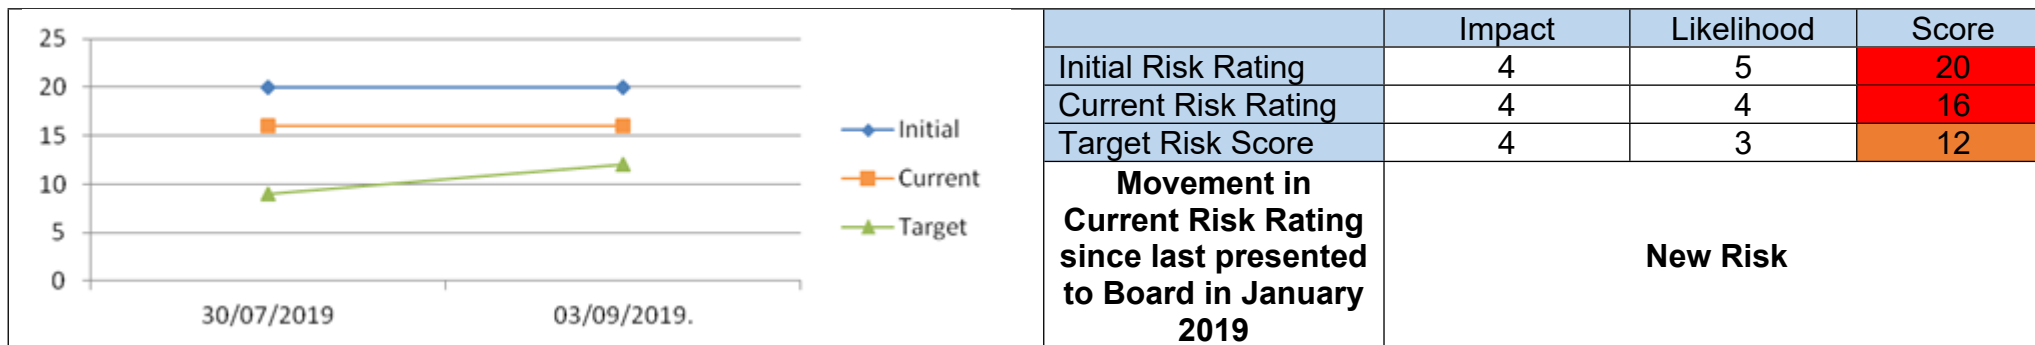 25
20
15
10
5
0
30/07/2019 03/09/2019.
Initial
Current
Target
Impact Likelihood Score
Initial Risk Rating 4 5 20
Current Risk Rating 4 4 16
Target Risk Score 4 3 12
Movement in
Current Risk Rating
since last presented
to Board in January
2019
New Risk